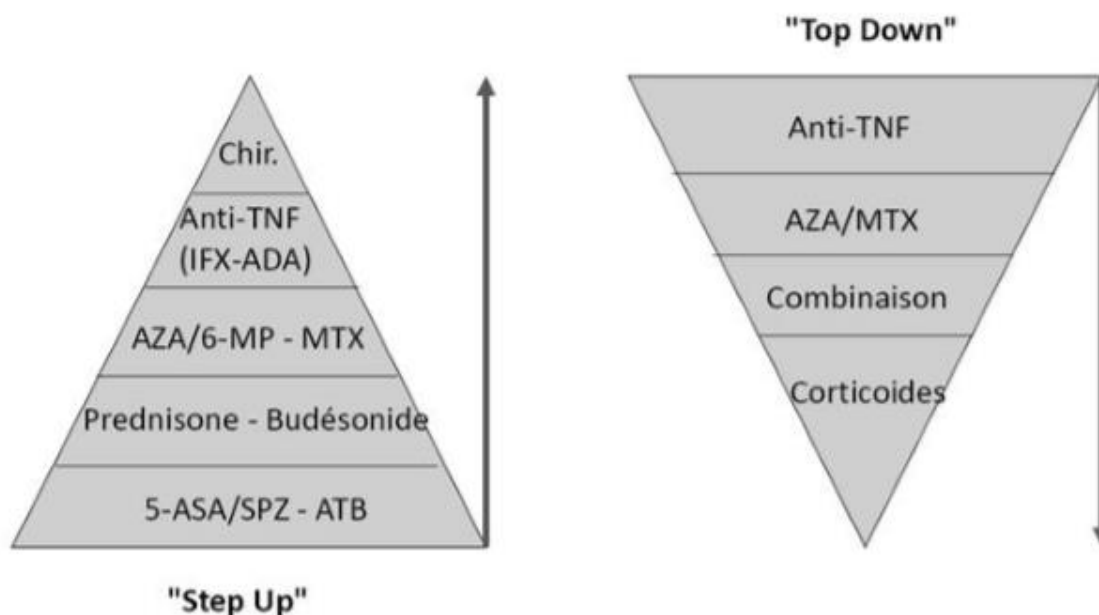 Chir.
Anti-TNF
(IFX-ADA)
AZA/6-MP - MTX
Prednisone - Budésonide
5-ASA/SPZ - ATB
"Step Up"
"Top Down"
Anti-TNF
AZA/MTX
Combinaison
Corticoides